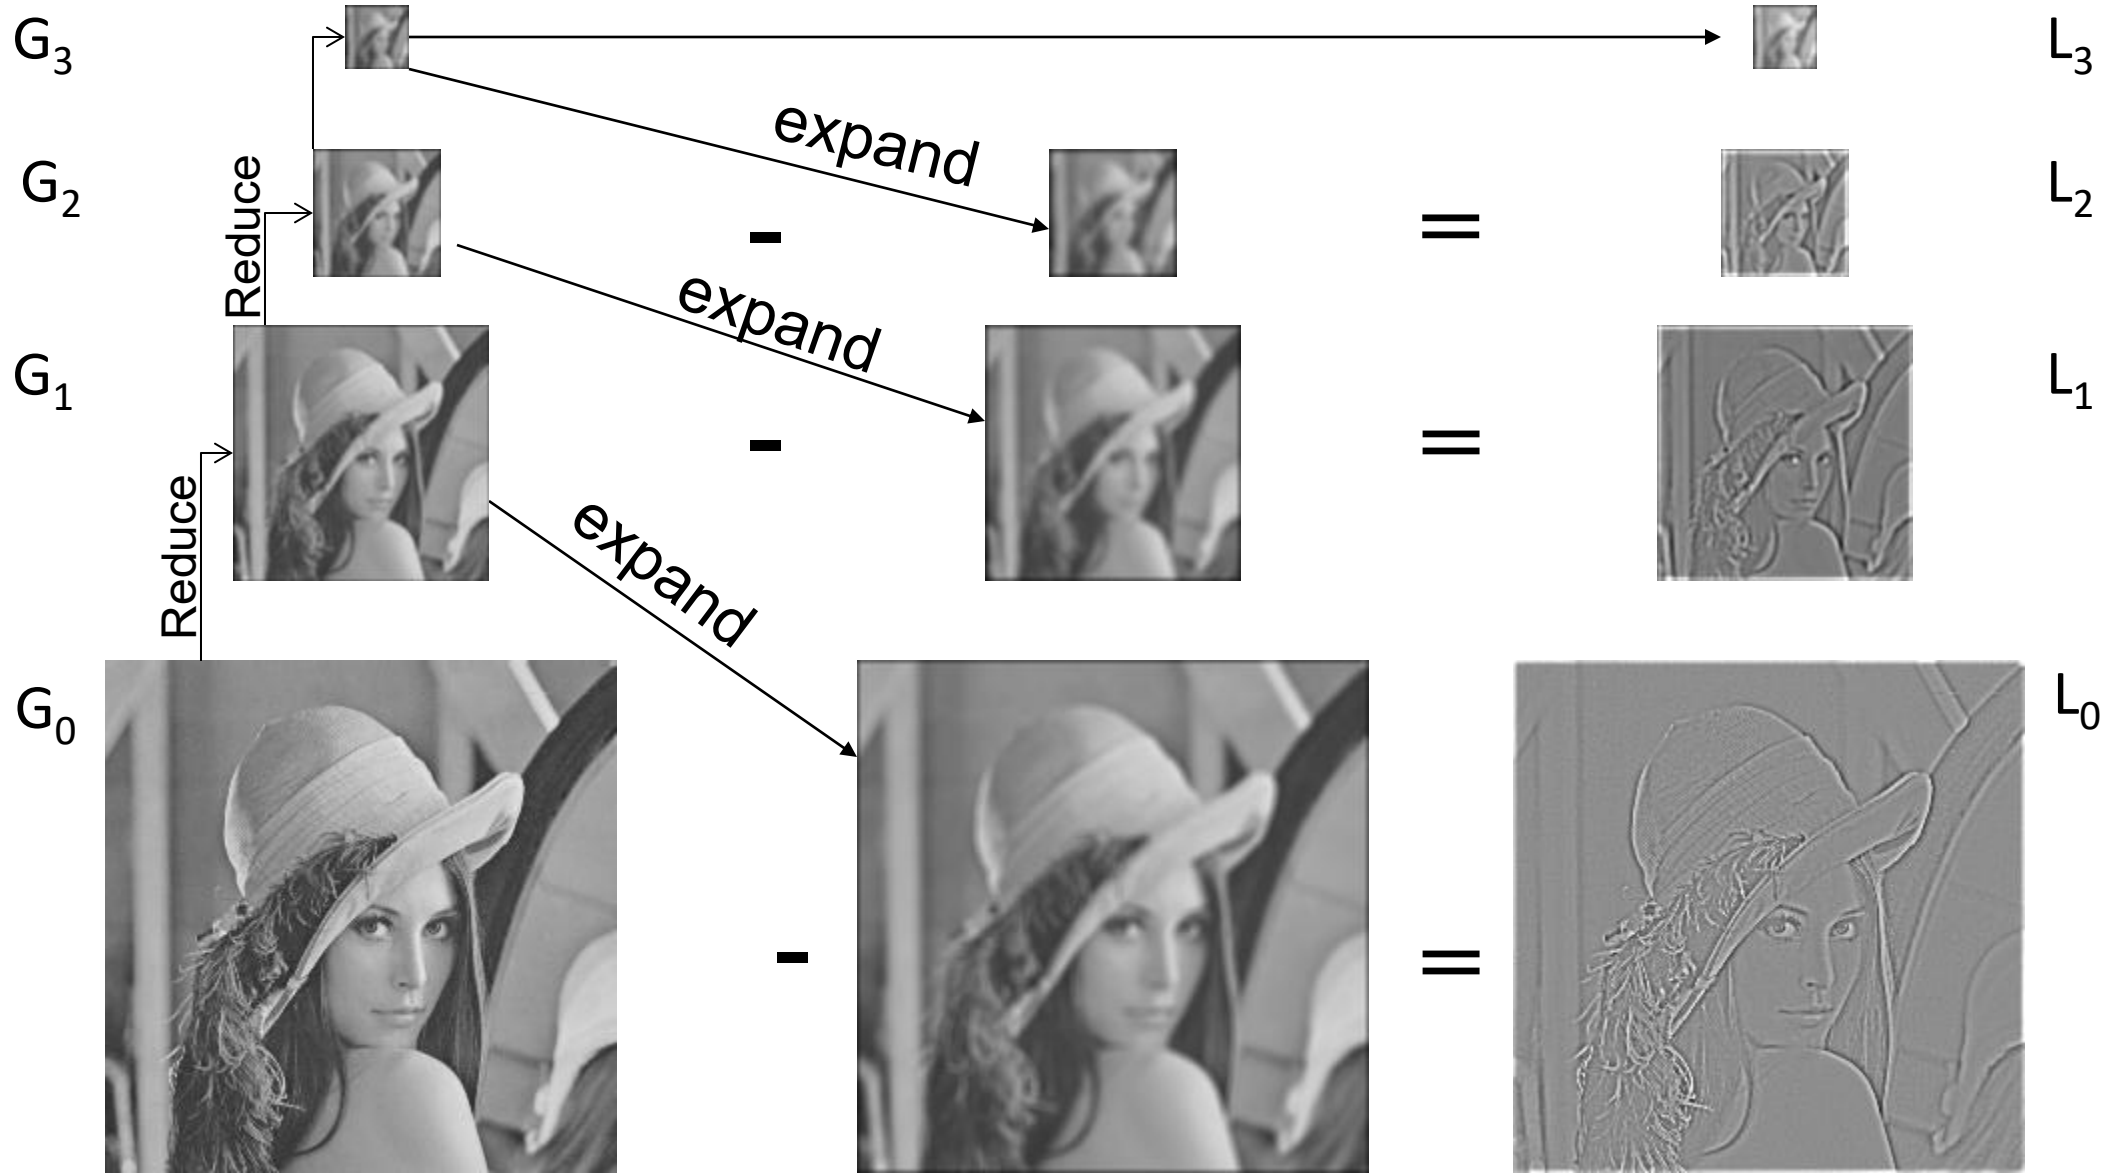 G3
L3
expand
G2
Reduce
-
=
L2
expand
G1
-
=
L1
Reduce
expand
G0
L0
-
=